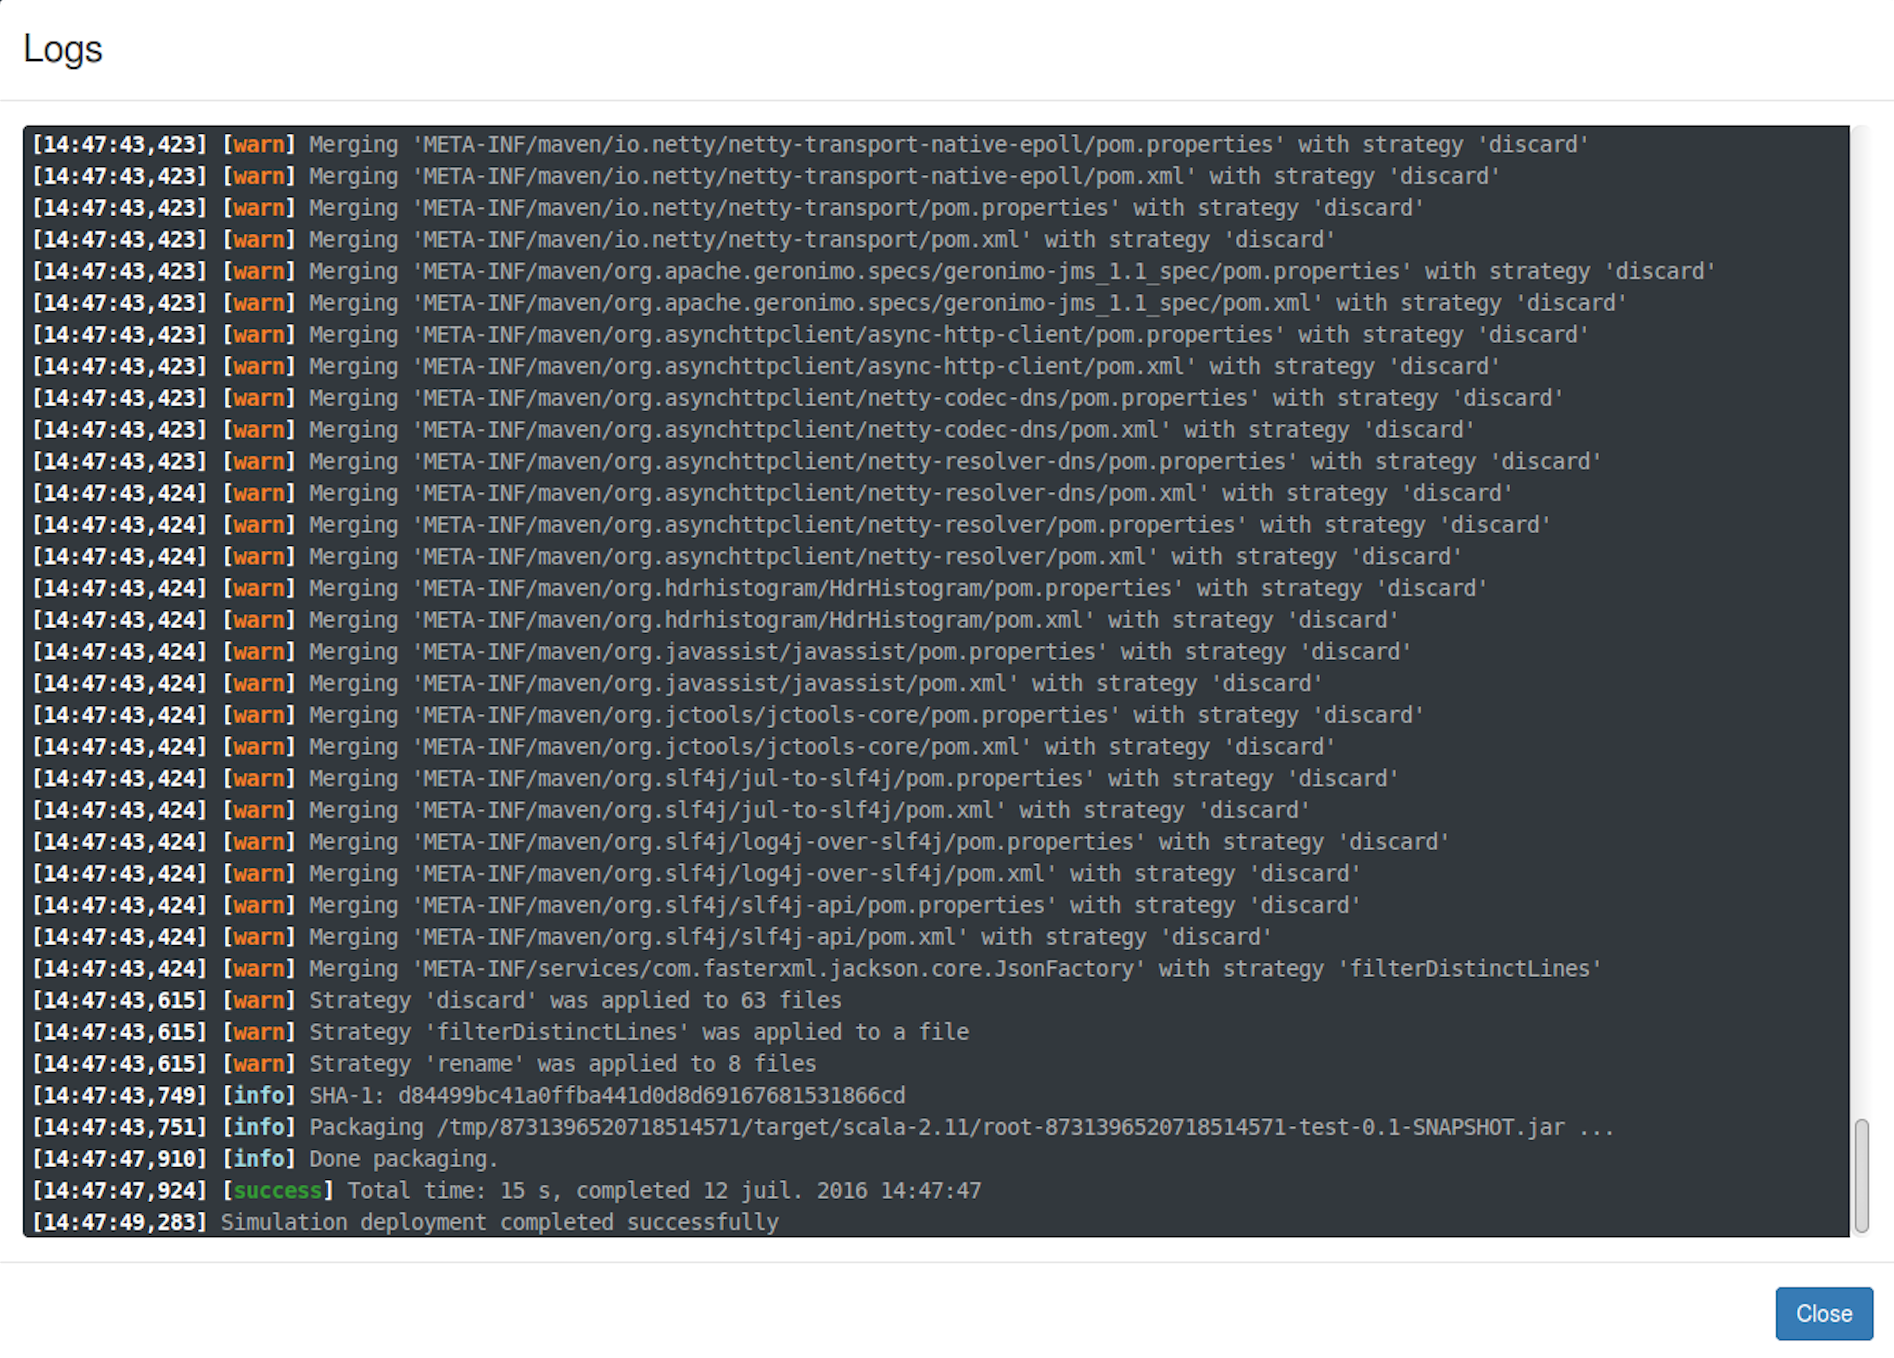 Logs
[14:47:43,423] [warn] Merging 'META-INF/maven/io.netty/netty-transport-native-epoll/pom.properties' with strategy 'discard'
[14:47:43,423] [warn] Merging 'META-INF/maven/io.netty/netty-transport-native-epoll/pom.xml' with strategy 'discard'
[14:47:43,423] [warn] Merging 'META-INF/maven/io.netty/netty-transport/pom.properties' with strategy 'discard'
[14:47:43,423] [warn] Merging 'META-INF/maven/io.netty/netty-transport/pom.xml' with strategy 'discard'
[14:47:43,423] [warn] Merging 'META-INF/maven/org.apache.geronimo.specs/geronimo-jms_1.1_spec/pom.properties' with strategy 'discard'
[14:47:43,423] [warn] Merging 'META-INF/maven/org.apache.geronimo.specs/geronimo-jms_1.1_spec/pom.xml' with strategy 'discard'
[14:47:43,423] [warn] Merging 'META-INF/maven/org.asynchttpclient/async-http-client/pom.properties' with strategy 'discard'
[14:47:43,423] [warn] Merging 'META-INF/maven/org.asynchttpclient/async-http-client/pom.xml' with strategy 'discard'
[14:47:43,423] [warn] Merging 'META-INF/maven/org.asynchttpclient/netty-codec-dns/pom.properties' with strategy 'discard'
[14:47:43,423] [warn] Merging 'META-INF/maven/org.asynchttpclient/netty-codec-dns/pom.xml' with strategy 'discard'
[14:47:43,423] [warn] Merging 'META-INF/maven/org.asynchttpclient/netty-resolver-dns/pom.properties' with strategy 'discard'
[14:47:43,424] [warn] Merging 'META-INF/maven/org.asynchttpclient/netty-resolver-dns/pom.xml' with strategy 'discard'
[14:47:43,424] [warn] Merging 'META-INF/maven/org.asynchttpclient/netty-resolver/pom.properties' with strategy 'discard'
[14:47:43,424] [warn] Merging 'META-INF/maven/org.asynchttpclient/netty-resolver/pom.xml' with strategy 'discard'
[14:47:43,424] [warn] Merging 'META-INF/maven/org.hdrhistogram/HdrHistogram/pom.properties' with strategy 'discard'
[14:47:43,424] [warn] Merging 'META-INF/maven/org.hdrhistogram/HdrHistogram/pom.xml' with strategy 'discard'
[14:47:43,424] [warn] Merging 'META-INF/maven/org.javassist/javassist/pom.properties' with strategy 'discard'
[14:47:43,424] [warn] Merging 'META-INF/maven/org.javassist/javassist/pom.xml' with strategy 'discard'
[14:47:43,424] [warn] Merging 'META-INF/maven/org.jctools/jctools-core/pom.properties' with strategy 'discard'
[14:47:43,424] [warn] Merging 'META-INF/maven/org.jctools/jctools-core/pom.xml' with strategy 'discard'
[14:47:43,424] [warn] Merging 'META-INF/maven/org.slf4j/jul-to-slf4j/pom.properties' with strategy 'discard'
[14:47:43,424] [warn] Merging 'META-INF/maven/org.slf4j/jul-to-slf4j/pom.xml' with strategy 'discard'
[14:47:43,424] [warn] Merging 'META-INF/maven/org.slf4j/log4j-over-slf4j/pom.properties' with strategy 'discard'
[14:47:43,424] [warn] Merging 'META-INF/maven/org.slf4j/log4j-over-slf4j/pom.xml' with strategy 'discard'
[14:47:43,424] [warn] Merging 'META-INF/maven/org.slf4j/slf4j-api/pom.properties' with strategy 'discard'
[14:47:43,424] [warn] Merging 'META-INF/maven/org.slf4j/slf4j-api/pom.xml' with strategy 'discard'
[14:47:43,424] [warn] Merging 'META-INF/services/com.fasterxml.jackson.core.JsonFactory' with strategy 'filterDistinctLines'
[14:47:43,615] [warn] Strategy 'discard' was applied to 63 files
[14:47:43,615] [warn] Strategy 'filterDistinctLines' was applied to a file
[14:47:43,615] [warn] Strategy 'rename' was applied to 8 files
[14:47:43,749] [info] SHA-1: d84499bc41a0ffba441d0d8d69167681531866cd
[14:47:43,751] [info] Packaging /tmp/8731396520718514571/target/scala-2.11/root-8731396520718514571-test-0.1-SNAPSHOT.jar ...
[14:47:47,910] [info] Done packaging.
[14:47:47,924] [success] Total time: 15 s, completed 12 juil. 2016 14:47:47
[14:47:49,283] Simulation deployment completed successfully
Close